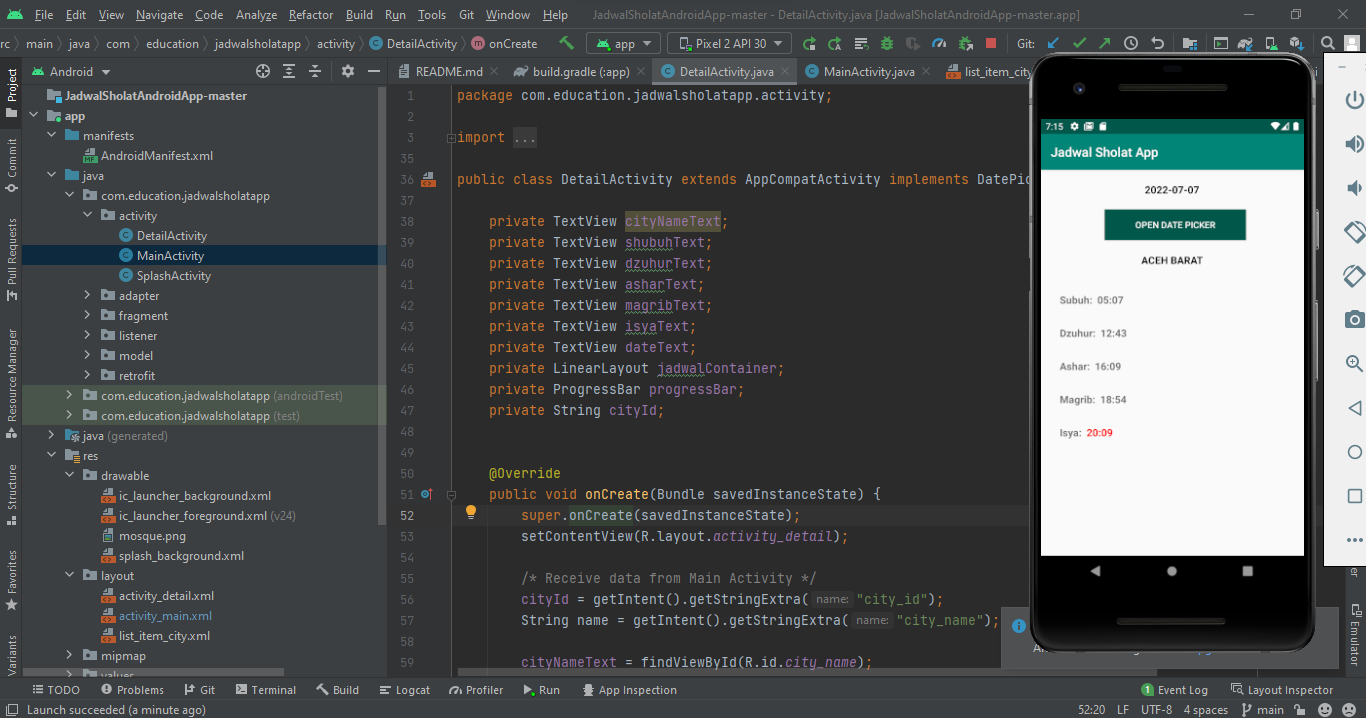 File Edit View Navigate Code Analyze Refactor Build Run Tools Git Window Help JadwalSholatAndroidApp-master - DetailActivity.java [JadwalSholatAndroidApp-master.app]
rc main java com education jadwalsholatapp activity DetailActivity onCreate app Pixel 2 API 30 Git:
Android
README.md build.gradle (:app) DetailActivity.java MainActivity.java list_item_city
Project
Commit
Pull Requests
Resource Manager
Structure
Favorites
Variants
JadwalSholatAndroidApp-master
app
manifests
AndroidManifest.xml
java
com.education.jadwalsholatapp
activity
DetailActivity
MainActivity
SplashActivity
adapter
fragment
listener
model
retrofit
com.education.jadwalsholatapp (androidTest)
com.education.jadwalsholatapp (test)
java (generated)
res
drawable
ic_launcher_background.xml
ic_launcher_foreground.xml (v24)
mosque.png
splash_background.xml
layout
activity_detail.xml
activity_main.xml
list_item_city.xml
mipmap
values
1 package com.education.jadwalsholatapp.activity;
2
3 import ...
35
36 public class DetailActivity extends AppCompatActivity implements DatePic
37
38 private TextView cityNameText;
39 private TextView shubuhText;
40 private TextView dzuhurText;
41 private TextView asharText;
42 private TextView magribText;
43 private TextView isyaText;
44 private TextView dateText;
45 private LinearLayout jadwalContainer;
46 private ProgressBar progressBar;
47 private String cityId;
48
49
50 @Override
51 public void onCreate(Bundle savedInstanceState) {
52 super.onCreate(savedInstanceState);
53 setContentView(R.layout.activity_detail);
54
55 /* Receive data from Main Activity */
56 cityId = getIntent().getStringExtra( name: "city_id");
57 String name = getIntent().getStringExtra( name: "city_name");
58
59 cityNameText = findViewById(R.id.city_name);
7:15
Jadwal Sholat App
2022-07-07
OPEN DATE PICKER
ACEH BARAT
Subuh: 05:07
Dzuhur: 12:43
Ashar: 16:09
Magrib: 18:54
Isya: 20:09
Emulator
TODO Problems Git Terminal Build Logcat Profiler Run App Inspection 1 Event Log Layout Inspector
Launch succeeded (a minute ago) 52:20 LF UTF-8 4 spaces main